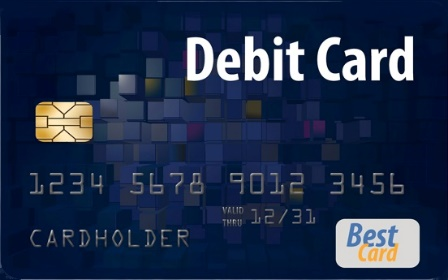 Debit Card
1234 5678 9012 3456
VALID THRU 12/31
CARDHOLDER
Best
Card